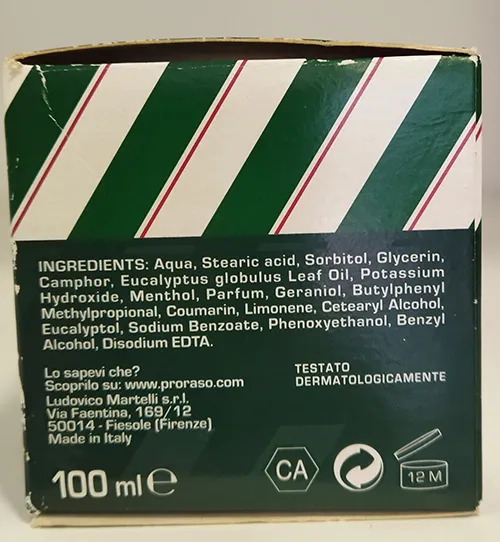 INGREDIENTS: Aqua, Stearic acid, Sorbitol, Glycerin,
Camphor, Eucalyptus globulus Leaf Oil, Potassium
Hydroxide, Menthol, Parfum, Geraniol, Butylphenyl
Methylpropional, Coumarin, Limonene, Cetearyl Alcohol,
Eucalyptol, Sodium Benzoate, Phenoxyethanol, Benzyl
Alcohol, Disodium EDTA.
Lo sapevi che?
Scoprilo su: www.proraso.com
Ludovico Martelli s.r.l.
Via Faentina, 169/12
50014 - Fiesole (Firenze)
Made in Italy
TESTATO
DERMATOLOGICAMENTE
100 ml ℮
CA
12 M